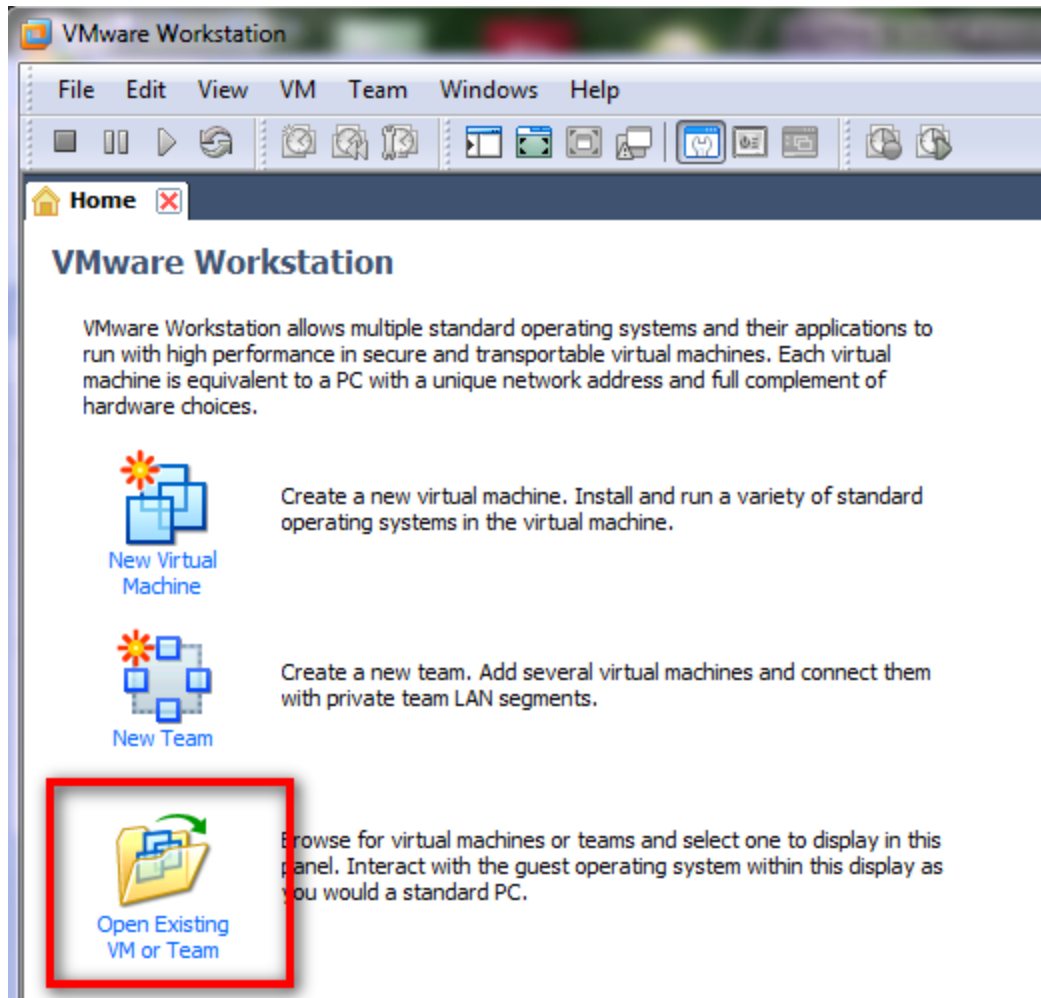 VMware Workstation
File Edit View VM Team Windows Help
Home
VMware Workstation
VMware Workstation allows multiple standard operating systems and their applications to
run with high performance in secure and transportable virtual machines. Each virtual
machine is equivalent to a PC with a unique network address and full complement of
hardware choices.
New Virtual
Machine
Create a new virtual machine. Install and run a variety of standard
operating systems in the virtual machine.
New Team
Create a new team. Add several virtual machines and connect them
with private team LAN segments.
Open Existing
VM or Team
Browse for virtual machines or teams and select one to display in this
panel. Interact with the guest operating system within this display as
you would a standard PC.